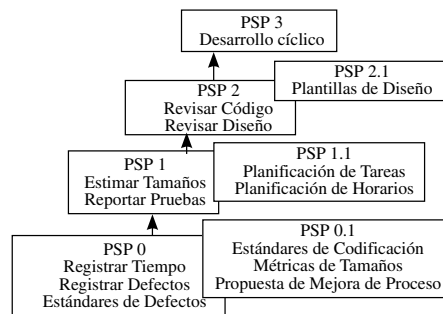 PSP 3
Desarrollo cíclico
PSP 2
Revisar Código
Revisar Diseño
PSP 2.1
Plantillas de Diseño
PSP 1
Estimar Tamaños
Reportar Pruebas
PSP 1.1
Planificación de Tareas
Planificación de Horarios
PSP 0
Registrar Tiempo
Registrar Defectos
Estándares de Defectos
PSP 0.1
Estándares de Codificación
Métricas de Tamaños
Propuesta de Mejora de Proceso